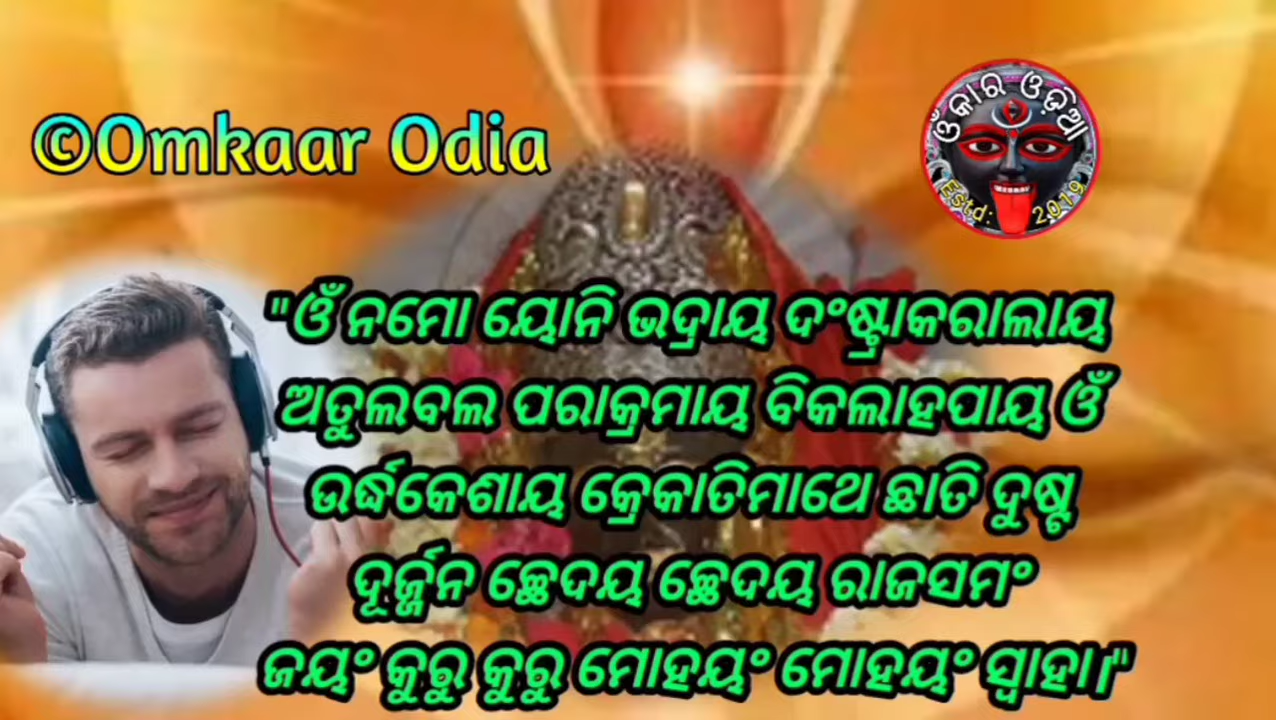 ©Omkaar Odia
ଓଁ କାର ଓଡ଼ିଆ
Estd: 2019
"ଓଁ ନମୋ ୟୋନି ଭଦ୍ରାୟ ଦଂଷ୍ଟ୍ରାକରାଲାୟ
ଅତୁଲବଲ ପରାକ୍ରମାୟ ବିକଲାହପାୟ ଓଁ
ଉର୍ଦ୍ଧକେଶାୟ କ୍ରେକାତିମାଥେ ଛାତି ଦୁଷ୍ଟ
ଦୂର୍ଜ୍ଜନ ଚ୍ଛେଦୟ ଚ୍ଛେଦୟ ରାଜସମଂ
ଜୟଂ କୁରୁ କୁରୁ ମୋହୟଂ ମୋହୟଂ ସ୍ୱାହା।"